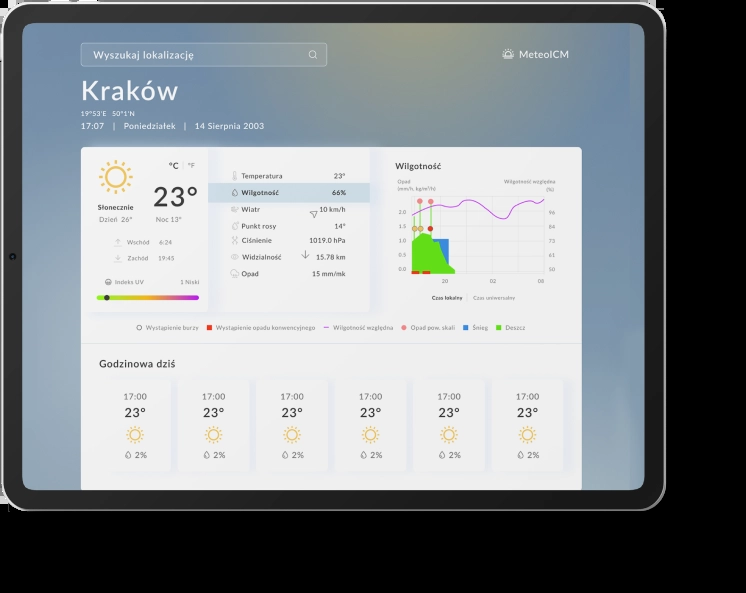 Wyszukaj lokalizację
MeteoICM
Kraków
19°53'E 50°1'N
17:07 | Poniedziałek | 14 Sierpnia 2003
°C | °F
23°
Słonecznie
Dzień 26° Noc 13°
Wschód 6:24
Zachód 19:45
Indeks UV 1 Niski
Temperatura 23°
Wilgotność 66%
Wiatr 10 km/h
Punkt rosy 14°
Ciśnienie 1019.0 hPa
Widzialność 15.78 km
Opad 15 mm/mk
Wilgotność
Opad
(mm/h, kg/m²/h)
Wilgotność względna
(%)
2.0 96
1.5 84
1.0 73
0.5 61
0.0 50
20 02 08
Czas lokalny | Czas uniwersalny
Wystąpienie burzy Wystąpienie opadu konwencyjnego Wilgotność względna Opad pow. skali Śnieg Deszcz
Godzinowa dziś
17:00 17:00 17:00 17:00 17:00 17:00
23° 23° 23° 23° 23° 23°
2% 2% 2% 2% 2% 2%